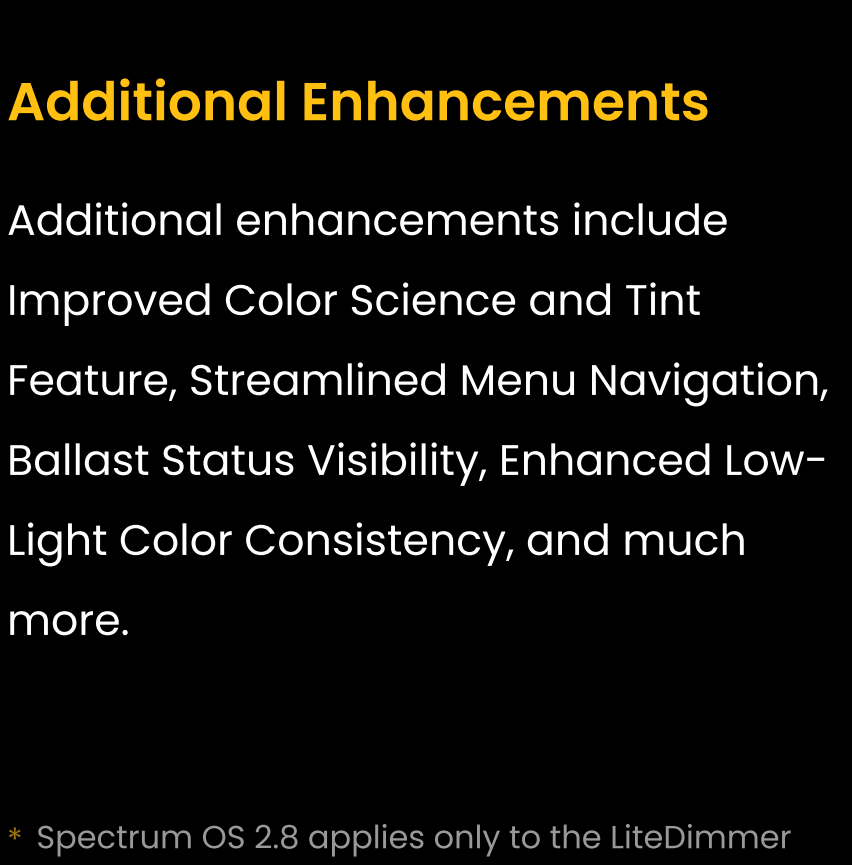 Additional Enhancements
Additional enhancements include
Improved Color Science and Tint
Feature, Streamlined Menu Navigation,
Ballast Status Visibility, Enhanced Low-
Light Color Consistency, and much
more.
* Spectrum OS 2.8 applies only to the LiteDimmer